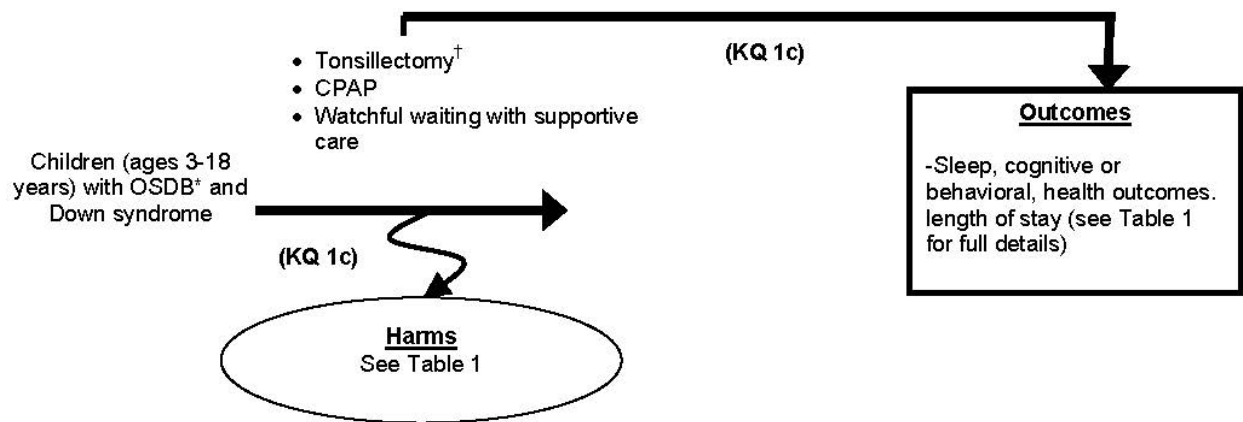 (KQ 1c)
• Tonsillectomy†
• CPAP
• Watchful waiting with supportive
care
Children (ages 3-18
years) with OSDB* and
Down syndrome
(KQ 1c)
Harms
See Table 1
Outcomes
-Sleep, cognitive or
behavioral, health outcomes.
length of stay (see Table 1
for full details)